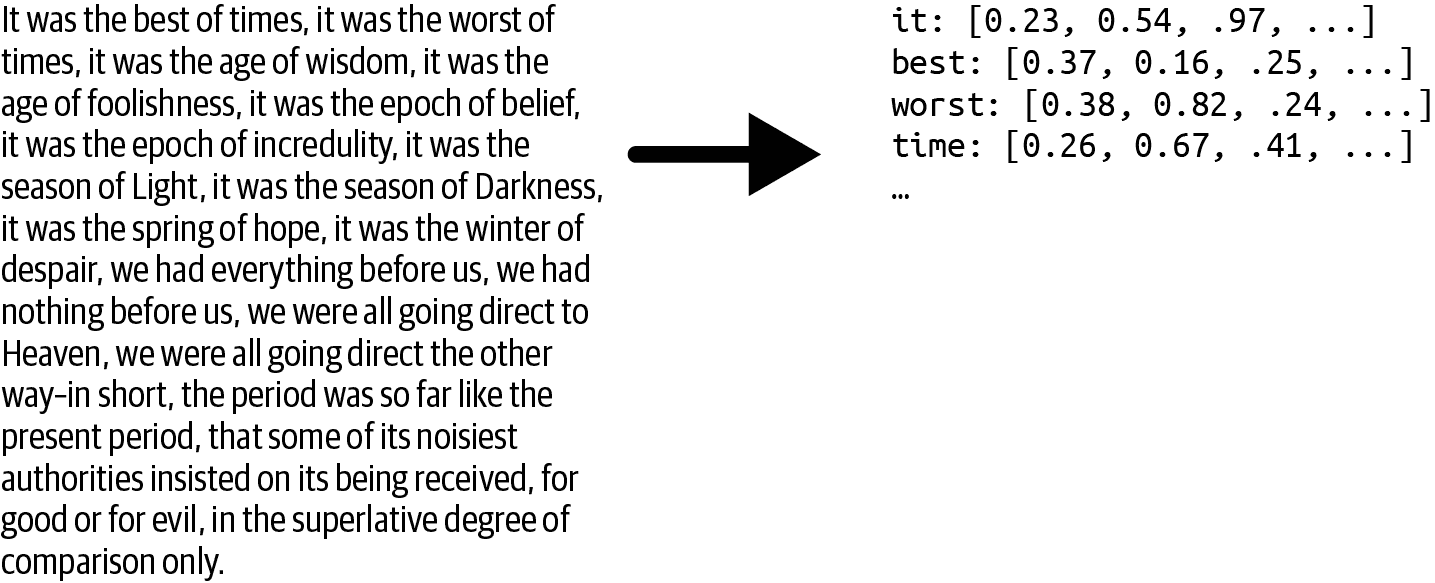 It was the best of times, it was the worst of
times, it was the age of wisdom, it was the
age of foolishness, it was the epoch of belief,
it was the epoch of incredulity, it was the
season of Light, it was the season of Darkness,
it was the spring of hope, it was the winter of
despair, we had everything before us, we had
nothing before us, we were all going direct to
Heaven, we were all going direct the other
way–in short, the period was so far like the
present period, that some of its noisiest
authorities insisted on its being received, for
good or for evil, in the superlative degree of
comparison only.
it: [0.23, 0.54, .97, ...]
best: [0.37, 0.16, .25, ...]
worst: [0.38, 0.82, .24, ...]
time: [0.26, 0.67, .41, ...]
…